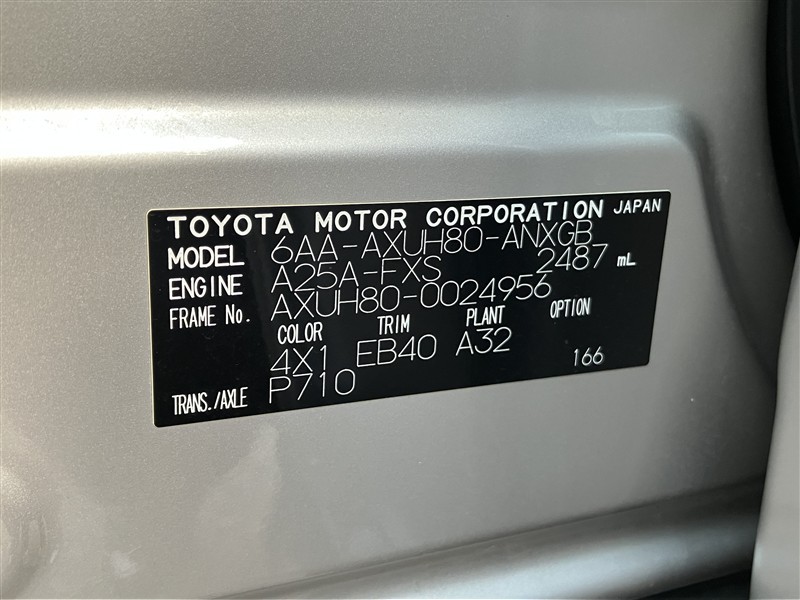 TOYOTA MOTOR CORPORATION JAPAN
MODEL 6AA-AXUH80-ANXGB
ENGINE A25A-FXS 2487 mL
FRAME No. AXUH80-0024956
COLOR TRIM PLANT OPTION
4X1 EB40 A32
166
TRANS./AXLE P710